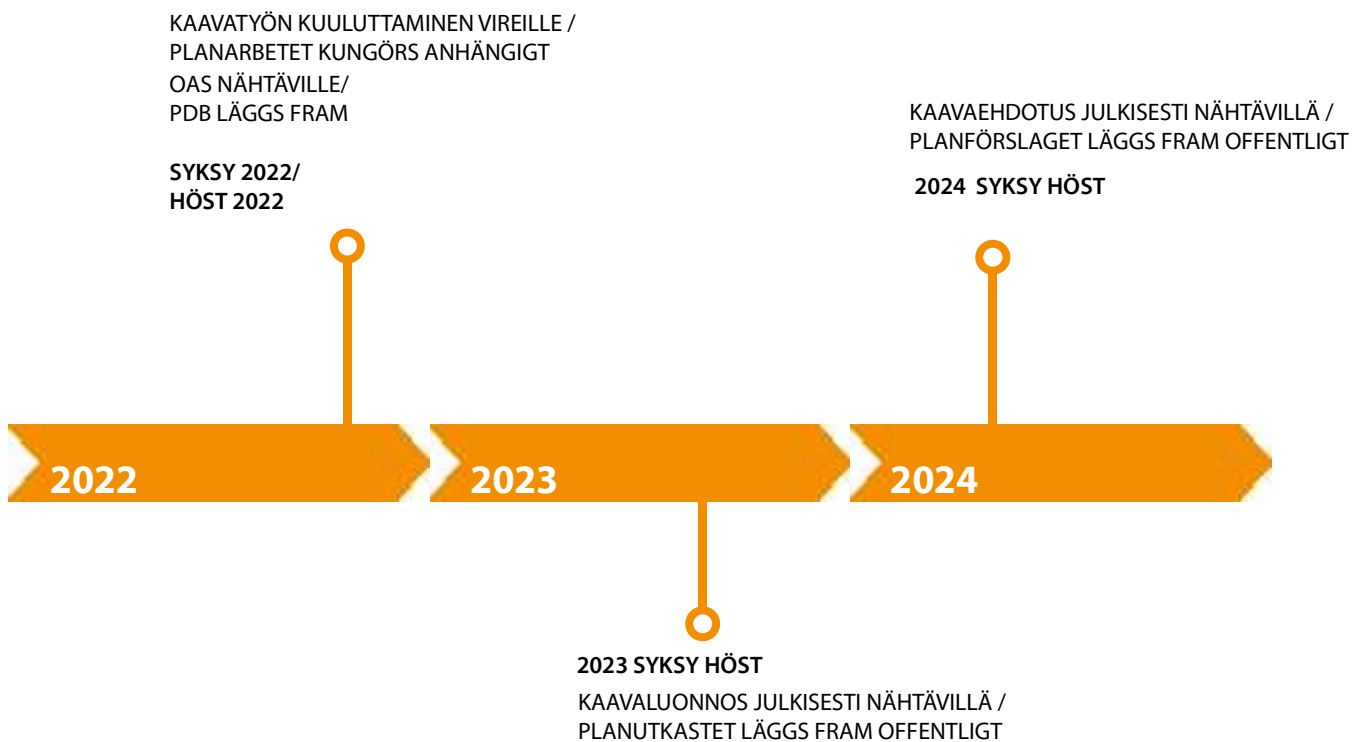 KAAVATYÖN KUULUTTAMINEN VIREILLE /
PLANARBETET KUNGÖRS ANHÄNGIGT
OAS NÄHTÄVILLE/
PDB LÄGGS FRAM
SYKSY 2022/
HÖST 2022
KAAVAEHDOTUS JULKISESTI NÄHTÄVILLÄ /
PLANFÖRSLAGET LÄGGS FRAM OFFENTLIGT
2024 SYKSY HÖST
2022
2023
2024
2023 SYKSY HÖST
KAAVALUONNOS JULKISESTI NÄHTÄVILLÄ /
PLANUTKASTET LÄGGS FRAM OFFENTLIGT